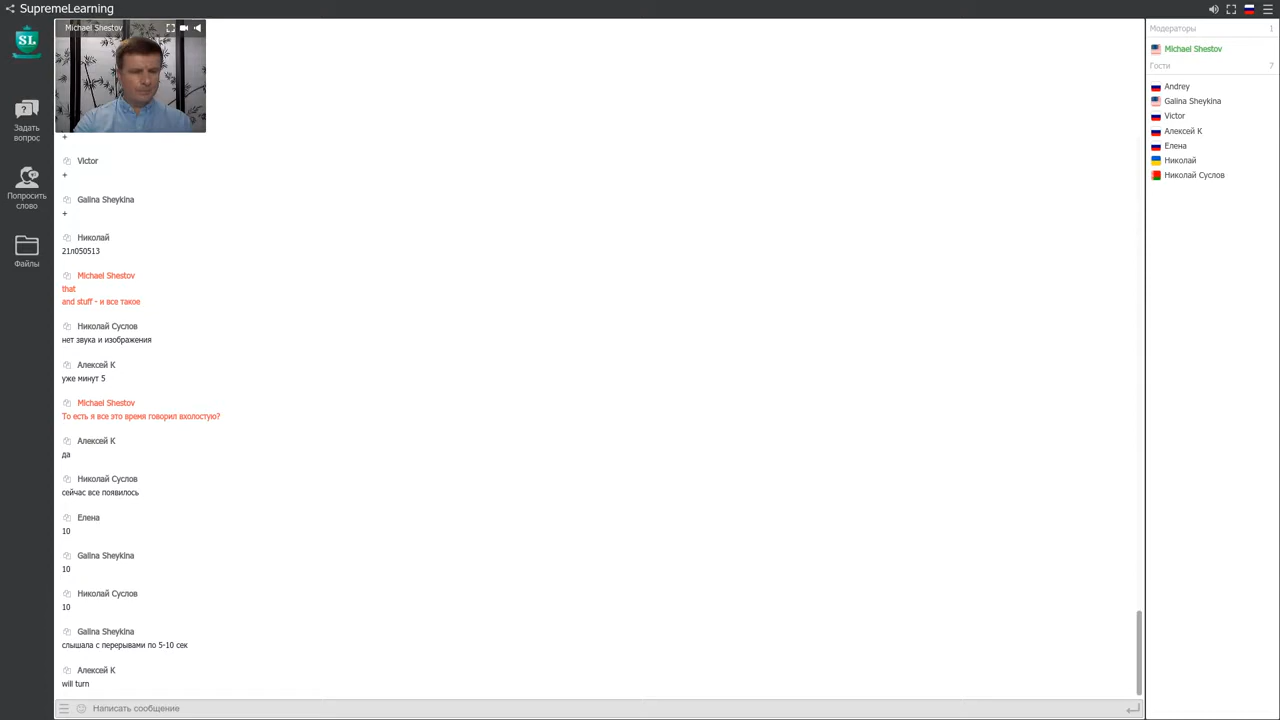 SupremeLearning
SL
Задать
вопрос
Попросить
слово
Файлы
Michael Shestov
+
Victor
+
Galina Sheykina
+
Николай
21л050513
Michael Shestov
that
and stuff - и все такое
Николай Суслов
нет звука и изображения
Алексей К
уже минут 5
Michael Shestov
То есть я все это время говорил вхолостую?
Алексей К
да
Николай Суслов
сейчас все появилось
Елена
10
Galina Sheykina
10
Николай Суслов
10
Galina Sheykina
слышала с перерывами по 5-10 сек
Алексей К
will turn
Написать сообщение
Модераторы 1
Michael Shestov
Гости 7
Andrey
Galina Sheykina
Victor
Алексей К
Елена
Николай
Николай Суслов